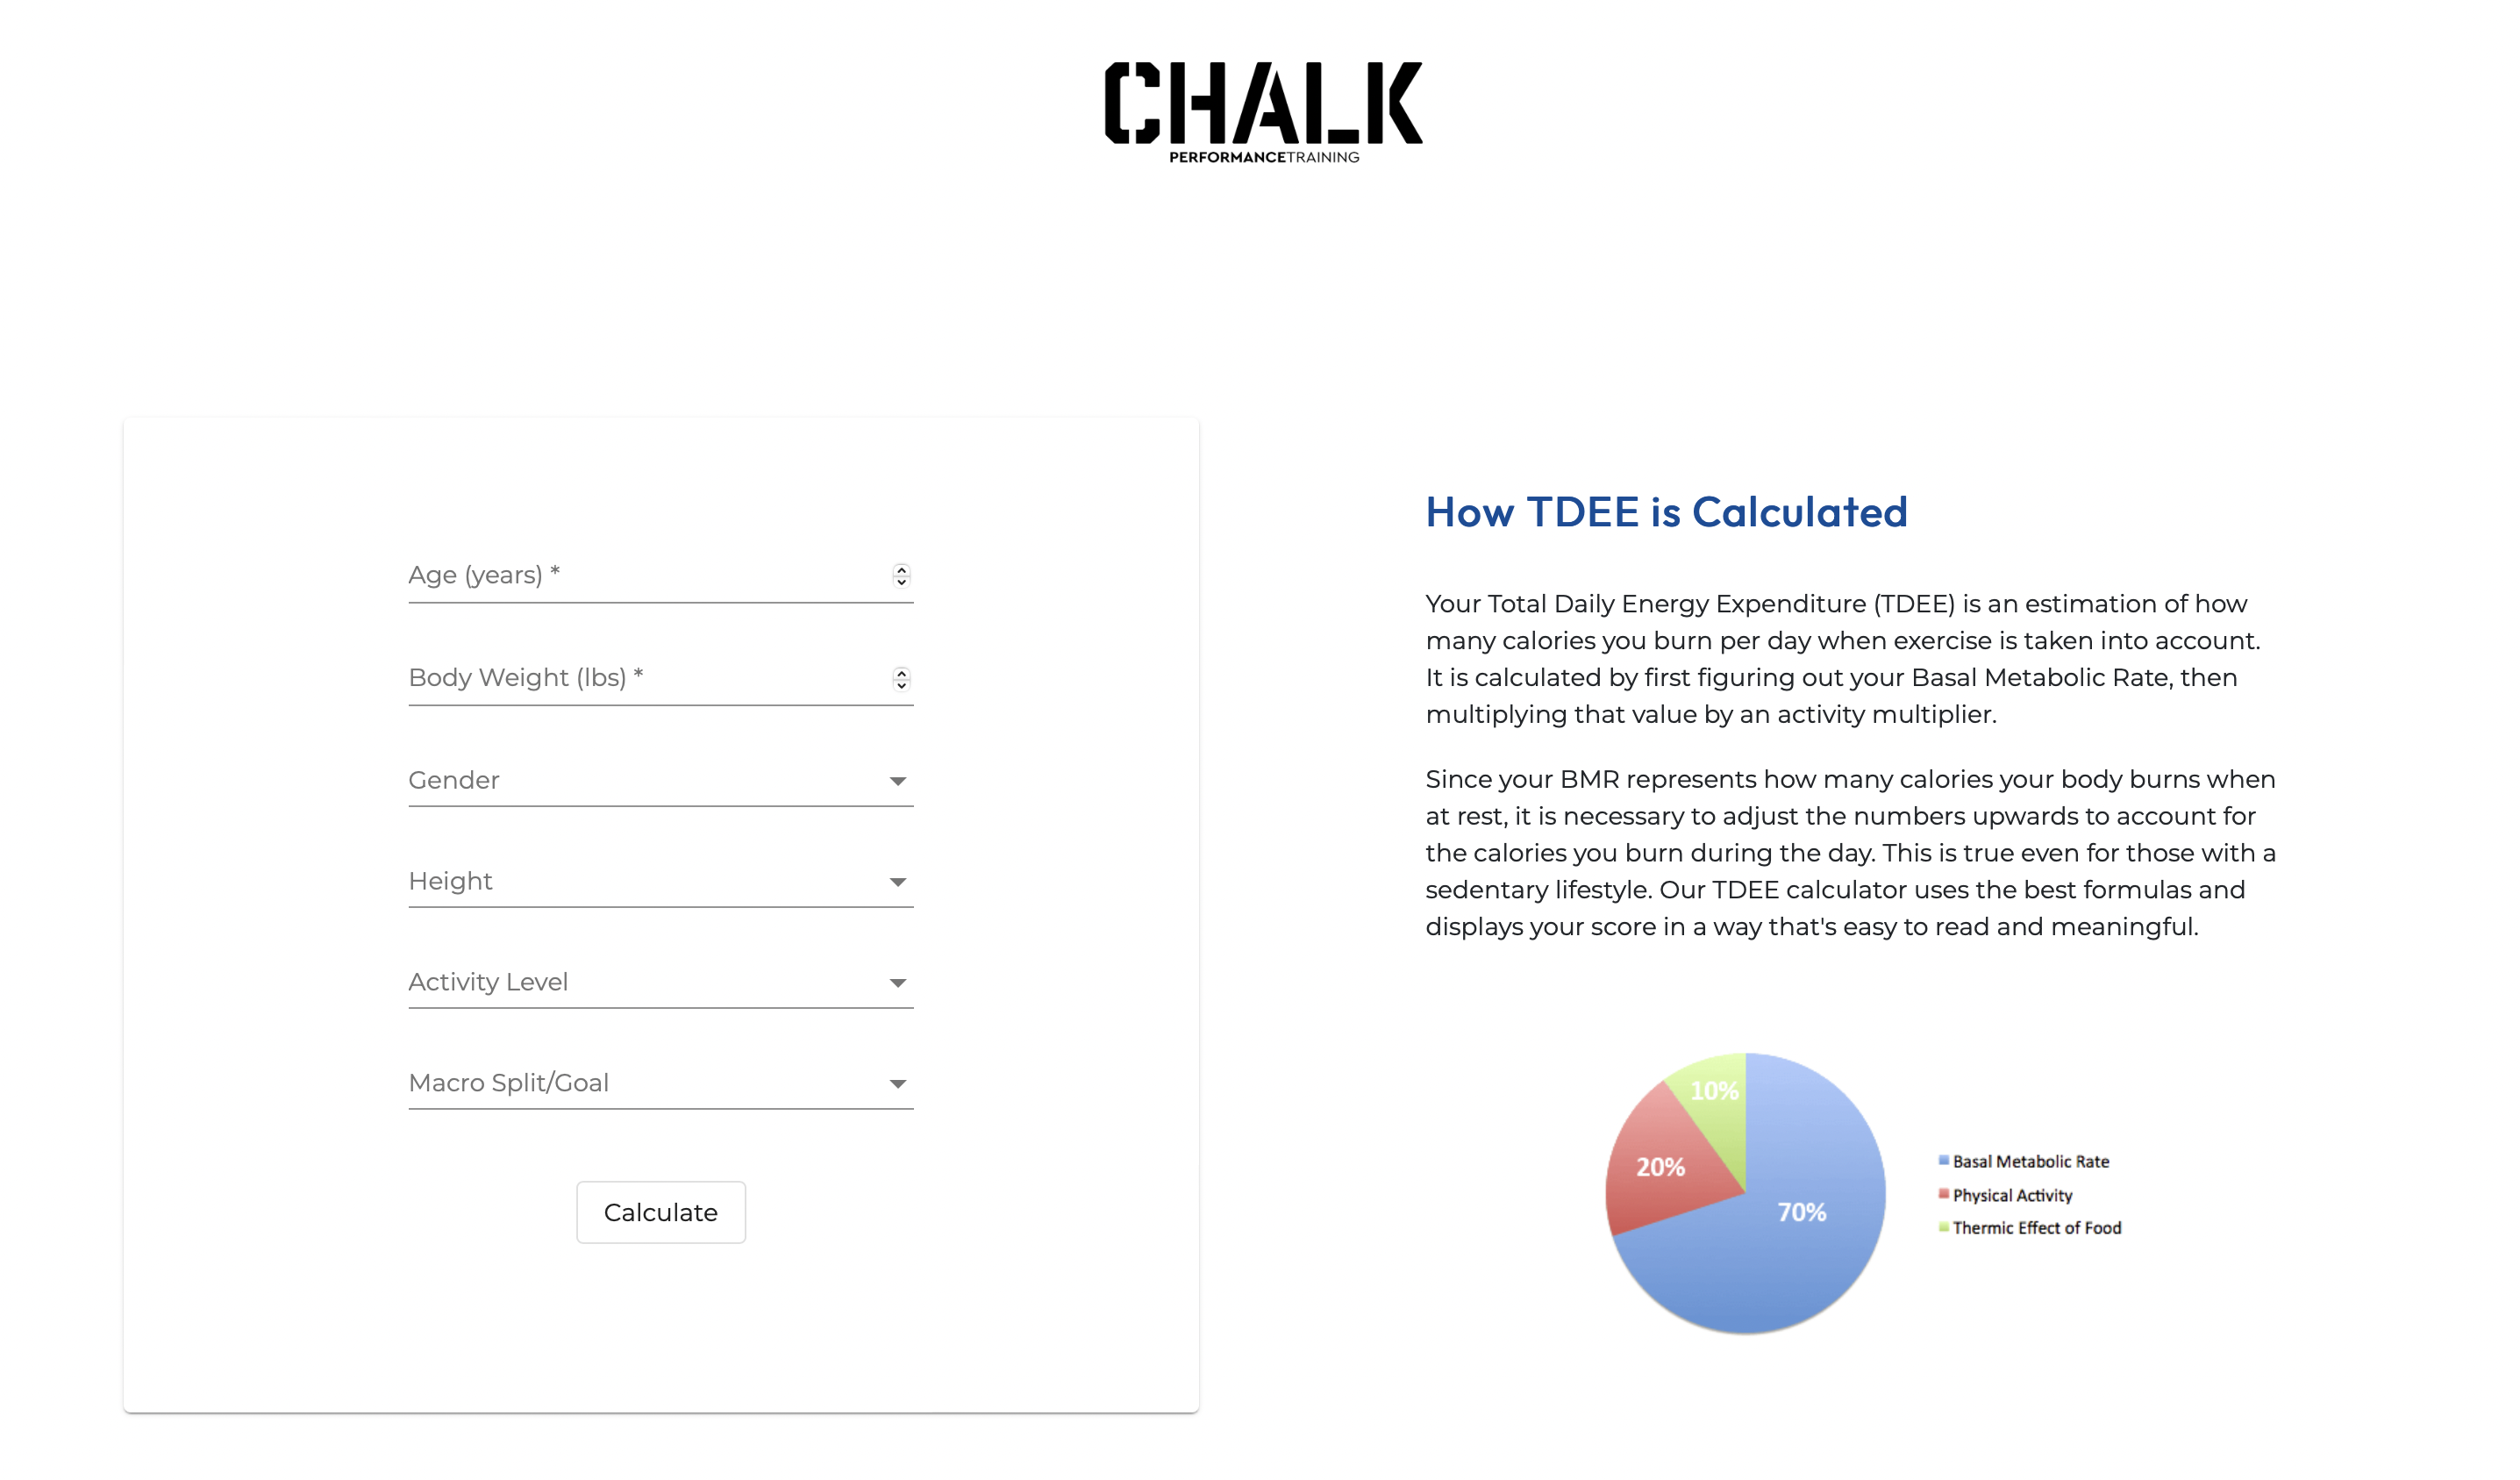 CHALK
PERFORMANCETRAINING
Age (years) *
Body Weight (lbs) *
Gender
Height
Activity Level
Macro Split/Goal
Calculate
How TDEE is Calculated
Your Total Daily Energy Expenditure (TDEE) is an estimation of how
many calories you burn per day when exercise is taken into account.
It is calculated by first figuring out your Basal Metabolic Rate, then
multiplying that value by an activity multiplier.
Since your BMR represents how many calories your body burns when
at rest, it is necessary to adjust the numbers upwards to account for
the calories you burn during the day. This is true even for those with a
sedentary lifestyle. Our TDEE calculator uses the best formulas and
displays your score in a way that's easy to read and meaningful.
10%
20%
70%
Basal Metabolic Rate
Physical Activity
Thermic Effect of Food